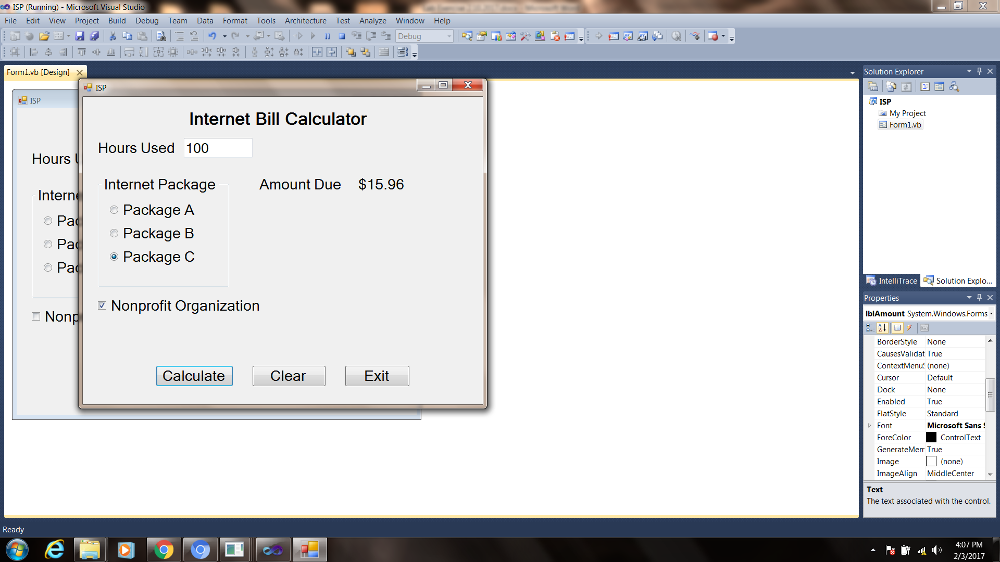 ISP (Running) - Microsoft Visual Studio
File Edit View Project Build Debug Team Data Format Tools Architecture Test Analyze Window Help
Debug
Form1.vb [Design]
ISP
Hours U
Interne
Pac
Pac
Pac
Nonp
ISP
Internet Bill Calculator
Hours Used 100
Internet Package
Amount Due $15.96
Package A
Package B
Package C
Nonprofit Organization
Calculate Clear Exit
Solution Explorer
ISP
My Project
Form1.vb
IntelliTrace Solution Explo...
Properties
lblAmount System.Windows.Forms
BorderStyle None
CausesValidat True
ContextMenuS (none)
Cursor Default
Dock None
Enabled True
FlatStyle Standard
Font Microsoft Sans S
ForeColor ControlText
GenerateMem True
Image (none)
ImageAlign MiddleCenter
Text
The text associated with the control.
Ready
4:07 PM
2/3/2017